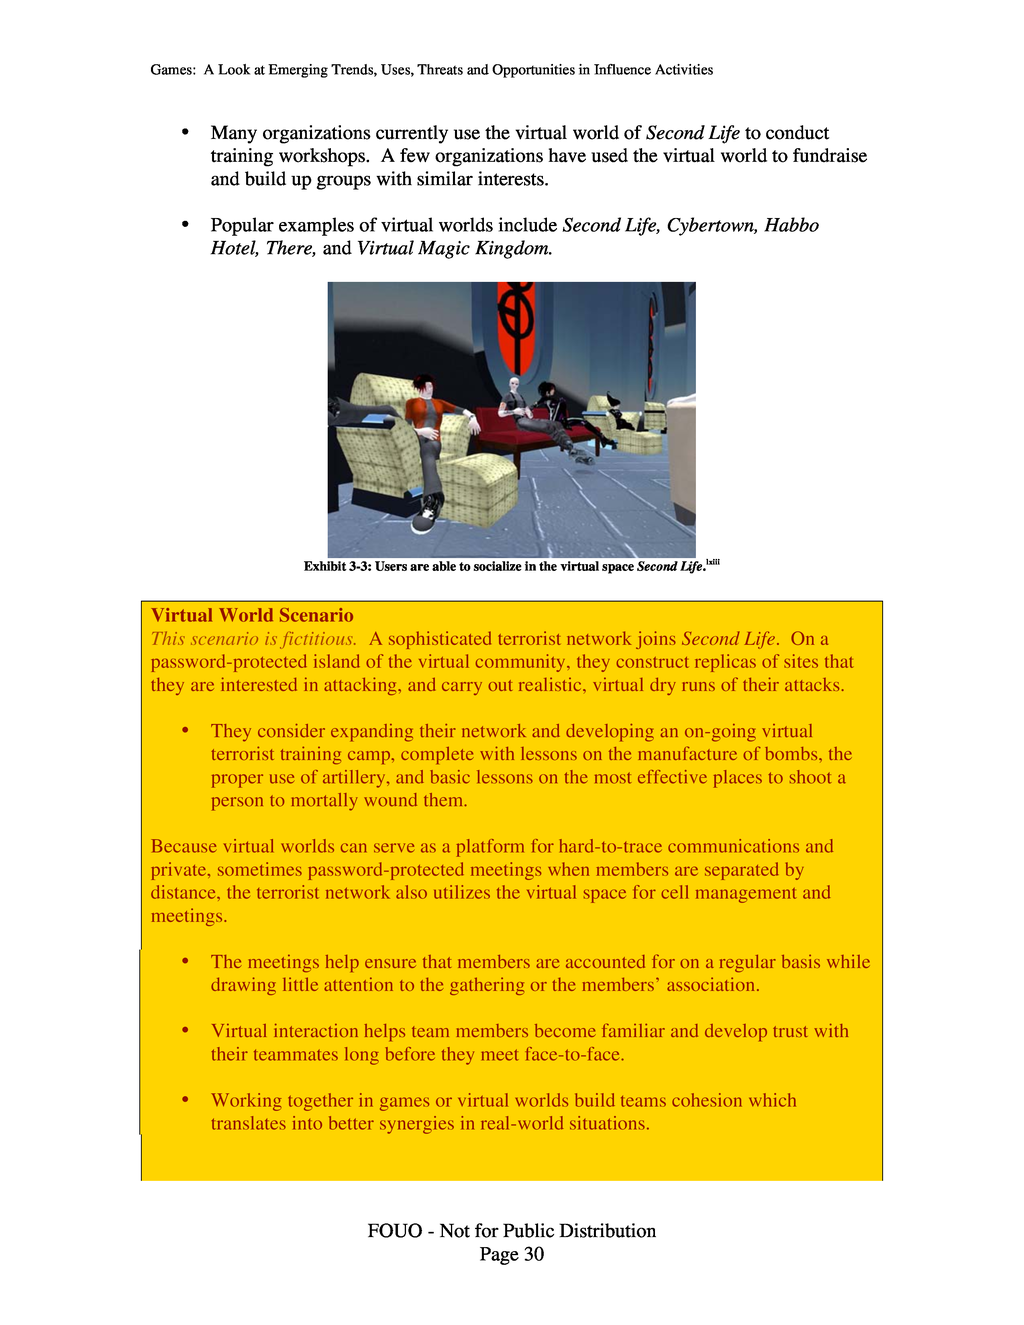 Games:  A Look at Emerging Trends, Uses, Threats and Opportunities in Influence Activities
• Many organizations currently use the virtual world of Second Life to conduct
training workshops.  A few organizations have used the virtual world to fundraise
and build up groups with similar interests.
• Popular examples of virtual worlds include Second Life, Cybertown, Habbo
Hotel, There, and Virtual Magic Kingdom.
Exhibit 3-3: Users are able to socialize in the virtual space Second Life.lxiii
Virtual World Scenario
This scenario is fictitious.  A sophisticated terrorist network joins Second Life.  On a
password-protected island of the virtual community, they construct replicas of sites that
they are interested in attacking, and carry out realistic, virtual dry runs of their attacks.
• They consider expanding their network and developing an on-going virtual
terrorist training camp, complete with lessons on the manufacture of bombs, the
proper use of artillery, and basic lessons on the most effective places to shoot a
person to mortally wound them.
Because virtual worlds can serve as a platform for hard-to-trace communications and
private, sometimes password-protected meetings when members are separated by
distance, the terrorist network also utilizes the virtual space for cell management and
meetings.
• The meetings help ensure that members are accounted for on a regular basis while
drawing little attention to the gathering or the members' association.
• Virtual interaction helps team members become familiar and develop trust with
their teammates long before they meet face-to-face.
• Working together in games or virtual worlds build teams cohesion which
translates into better synergies in real-world situations.
FOUO - Not for Public Distribution
Page 30